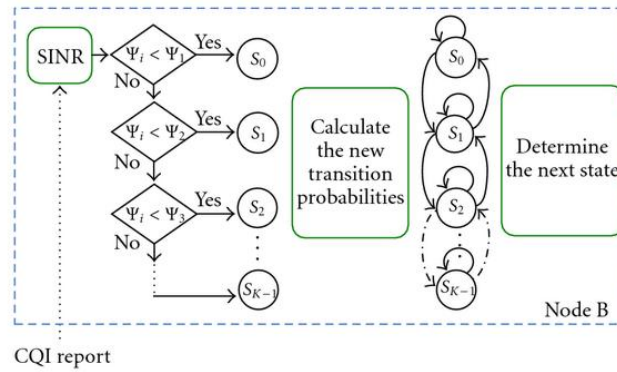 SINR
Ψi < Ψ1
Yes
S0
No
Ψi < Ψ2
Yes
S1
No
Ψi < Ψ3
Yes
S2
No
SK−1
Calculate
the new
transition
probabilities
S0
S1
S2
SK−1
Determine
the next state
Node B
CQI report